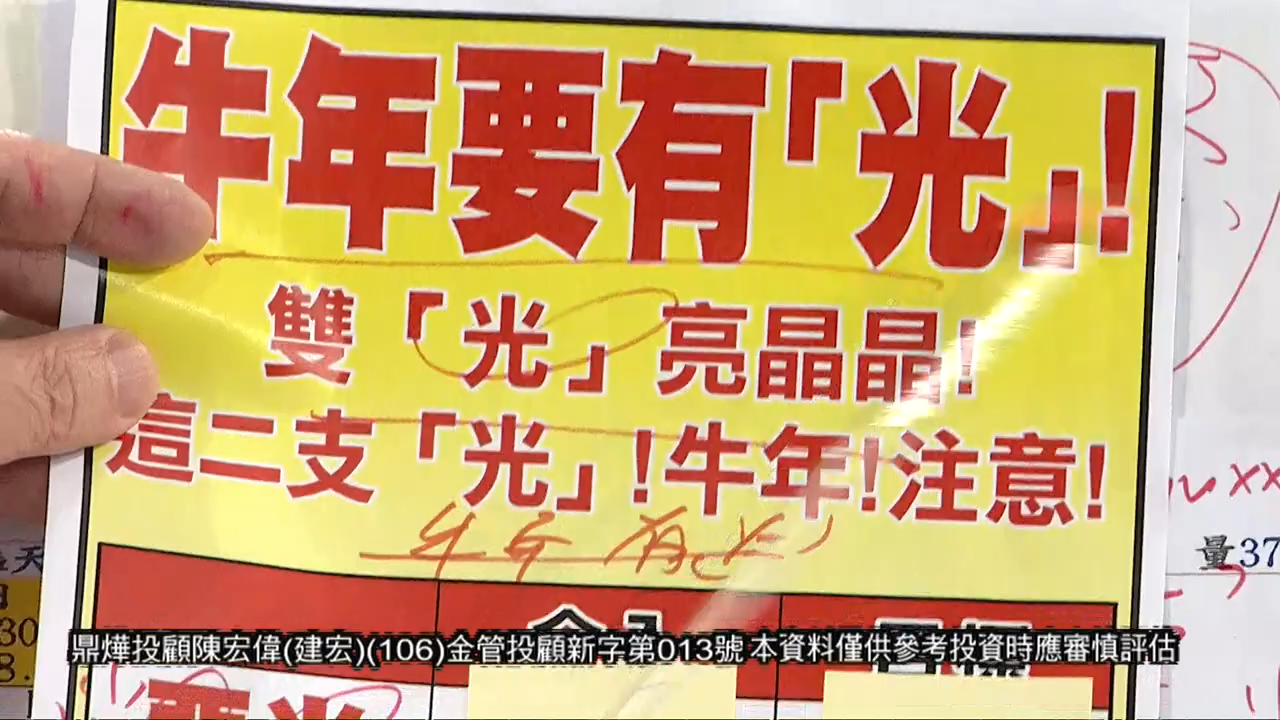 牛年要有「光」!
雙「光」亮晶晶!
這二支「光」!牛年!注意!
牛年有光
量37
鼎燁投顧陳宏偉(建宏)(106)金管投顧新字第013號 本資料僅供參考投資時應審慎評估